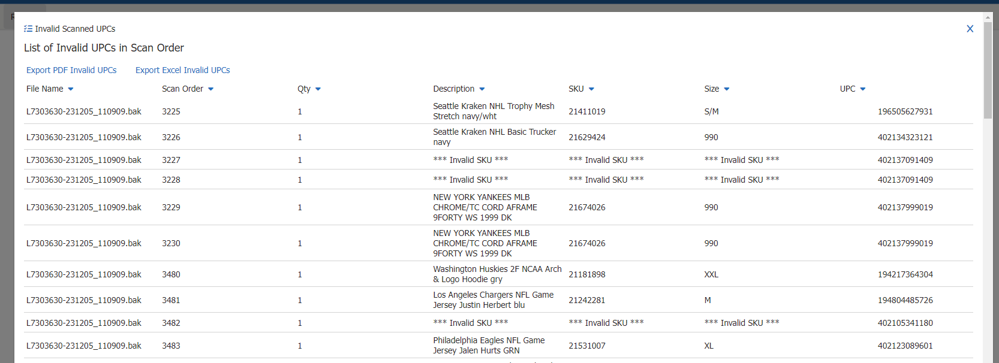 Invalid Scanned UPCs
List of Invalid UPCs in Scan Order
Export PDF Invalid UPCs Export Excel Invalid UPCs
File Name Scan Order Qty Description SKU Size UPC
L7303630-231205_110909.bak 3225 1 Seattle Kraken NHL Trophy Mesh 21411019 S/M 196505627931
Stretch navy/wht
L7303630-231205_110909.bak 3226 1 Seattle Kraken NHL Basic Trucker 21629424 990 402134323121
navy
L7303630-231205_110909.bak 3227 1 *** Invalid SKU *** *** Invalid SKU *** *** Invalid SKU *** 402137091409
L7303630-231205_110909.bak 3228 1 *** Invalid SKU *** *** Invalid SKU *** *** Invalid SKU *** 402137091409
NEW YORK YANKEES MLB
L7303630-231205_110909.bak 3229 1 CHROME/TC CORD AFRAME 21674026 990 402137999019
9FORTY WS 1999 DK
NEW YORK YANKEES MLB
L7303630-231205_110909.bak 3230 1 CHROME/TC CORD AFRAME 21674026 990 402137999019
9FORTY WS 1999 DK
L7303630-231205_110909.bak 3480 1 Washington Huskies 2F NCAA Arch 21181898 XXL 194217364304
& Logo Hoodie gry
L7303630-231205_110909.bak 3481 1 Los Angeles Chargers NFL Game 21242281 M 194804485726
Jersey Justin Herbert blu
L7303630-231205_110909.bak 3482 1 *** Invalid SKU *** *** Invalid SKU *** *** Invalid SKU *** 402105341180
L7303630-231205_110909.bak 3483 1 Philadelphia Eagles NFL Game 21531007 XL 402123089601
Jersey Jalen Hurts GRN